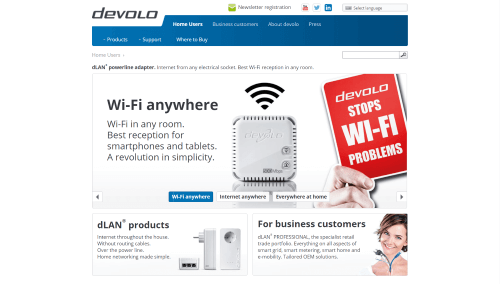 devolo
Newsletter registration
Select language
Home Users
Business customers
About devolo
Press
Products
Support
Where to Buy
Home Users
dLAN® powerline adapter. Internet from any electrical socket. Best Wi-Fi reception in any room.
Wi-Fi anywhere
Wi-Fi in any room.
Best reception for
smartphones and tablets.
A revolution in simplicity.
devolo
devolo
STOPS
WI-FI
PROBLEMS
Wi-Fi anywhere
Internet anywhere
Everywhere at home
dLAN® products
Internet throughout the house.
Without routing cables.
Over the power line.
Home networking made simple.
For business customers
dLAN® PROFESSIONAL, the specialist retail
trade portfolio. Everything on all aspects of
smart grid, smart metering, smart home and
e-mobility. Tailored OEM solutions.